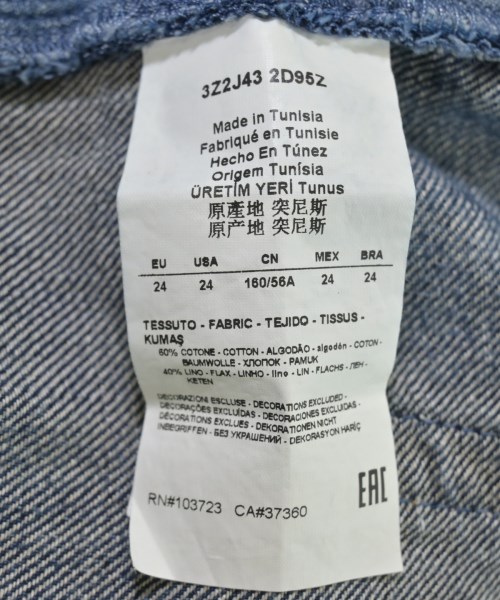 3Z2J43 2D95Z
Made in Tunisia
Fabriqué en Tunisie
Hecho En Túnez
Origem Tunísia
ÜRETİM YERİ Tunus
原產地 突尼斯
原产地 突尼斯
EU USA CN MEX BRA
24 24 160/56A 24 24
TESSUTO - FABRIC - TEJIDO - TISSUS -
KUMAŞ
60% COTONE - COTTON - ALGODÃO - algodón - COTON -
BAUMWOLLE - ХЛОПОК - PAMUK
40% LINO - FLAX - LINHO - lino - LIN - FLACHS - ЛЕН -
KETEN
DECORAZIONI ESCLUSE - DECORATIONS EXCLUDED -
DECORAÇÕES EXCLUÍDAS - DECORACIONES EXCLUIDAS -
DÉCORATIONS EXCLUES - DEKORATIONEN NICHT
INBEGRIFFEN - БЕЗ УКРАШЕНИЙ - DEKORASYON HARİÇ
EAC
RN#103723 CA#37360